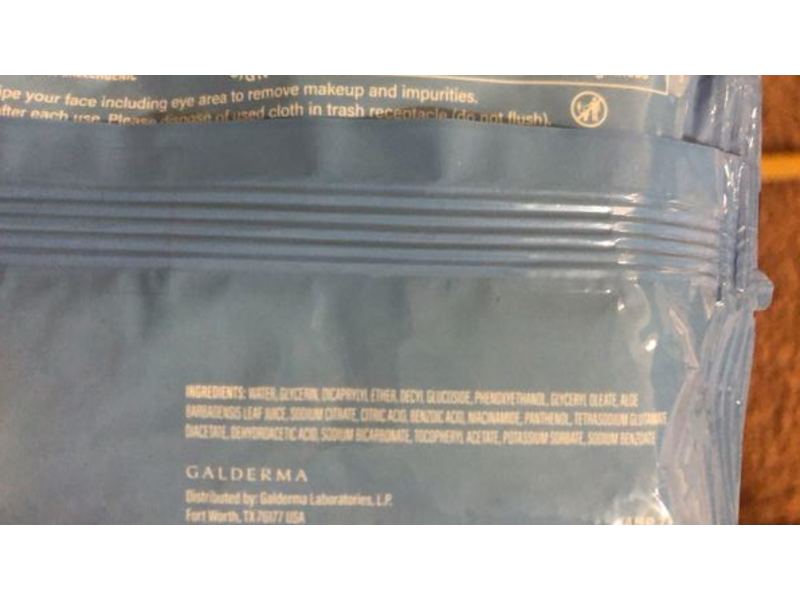 ipe your face including eye area to remove makeup and impurities.
after each use. Please dispose of used cloth in trash receptacle (do not flush).
INGREDIENTS: WATER, GLYCERIN, DICAPRYLYL ETHER, DECYL GLUCOSIDE, PHENOXYETHANOL, GLYCERYL OLEATE, ALOE
BARBADENSIS LEAF JUICE, SODIUM CITRATE, CITRIC ACID, BENZOIC ACID, NIACINAMIDE, PANTHENOL, TETRASODIUM GLUTAMATE
DIACETATE, DEHYDROACETIC ACID, SODIUM BICARBONATE, TOCOPHERYL ACETATE, POTASSIUM SORBATE, SODIUM BENZOATE
GALDERMA
Distributed by: Galderma Laboratories, L.P.
Fort Worth, TX 76177 USA